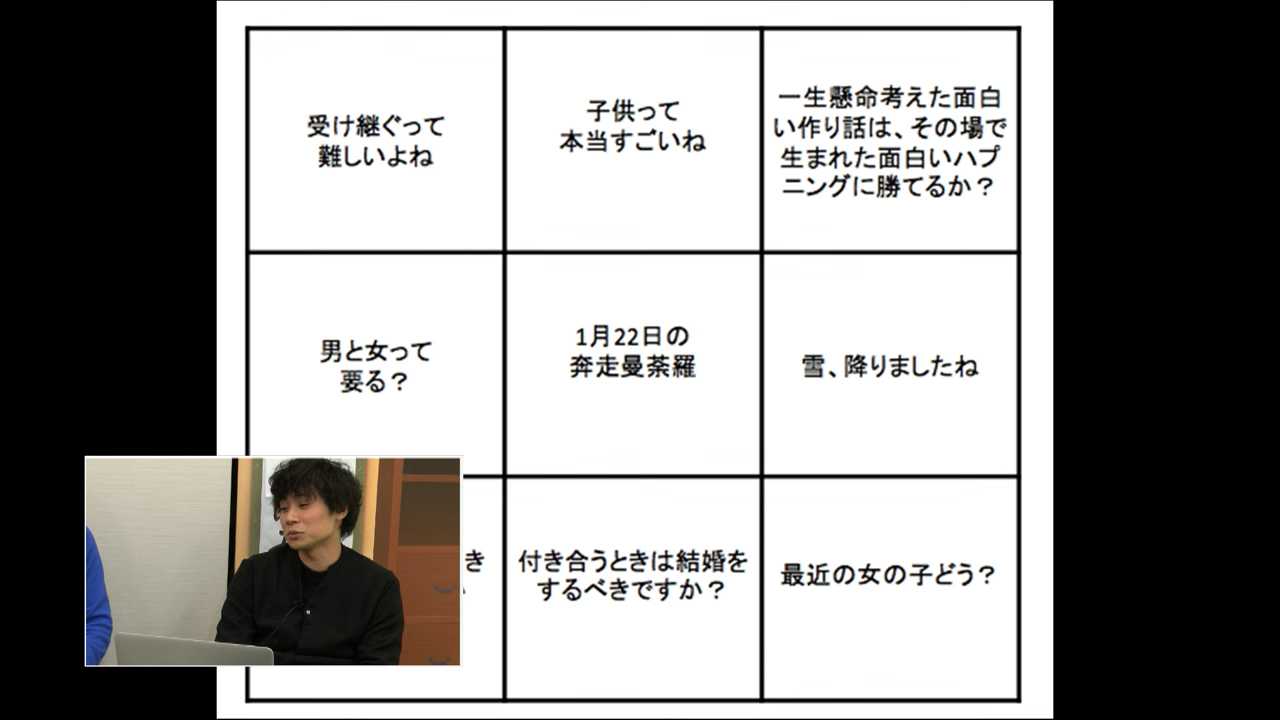 受け継ぐって
難しいよね
子供って
本当すごいね
一生懸命考えた面白
い作り話は、その場で
生まれた面白いハプ
ニングに勝てるか？
男と女って
要る？
1月22日の
奔走曼荼羅
雪、降りましたね
き
付き合うときは結婚を
するべきですか？
最近の女の子どう？